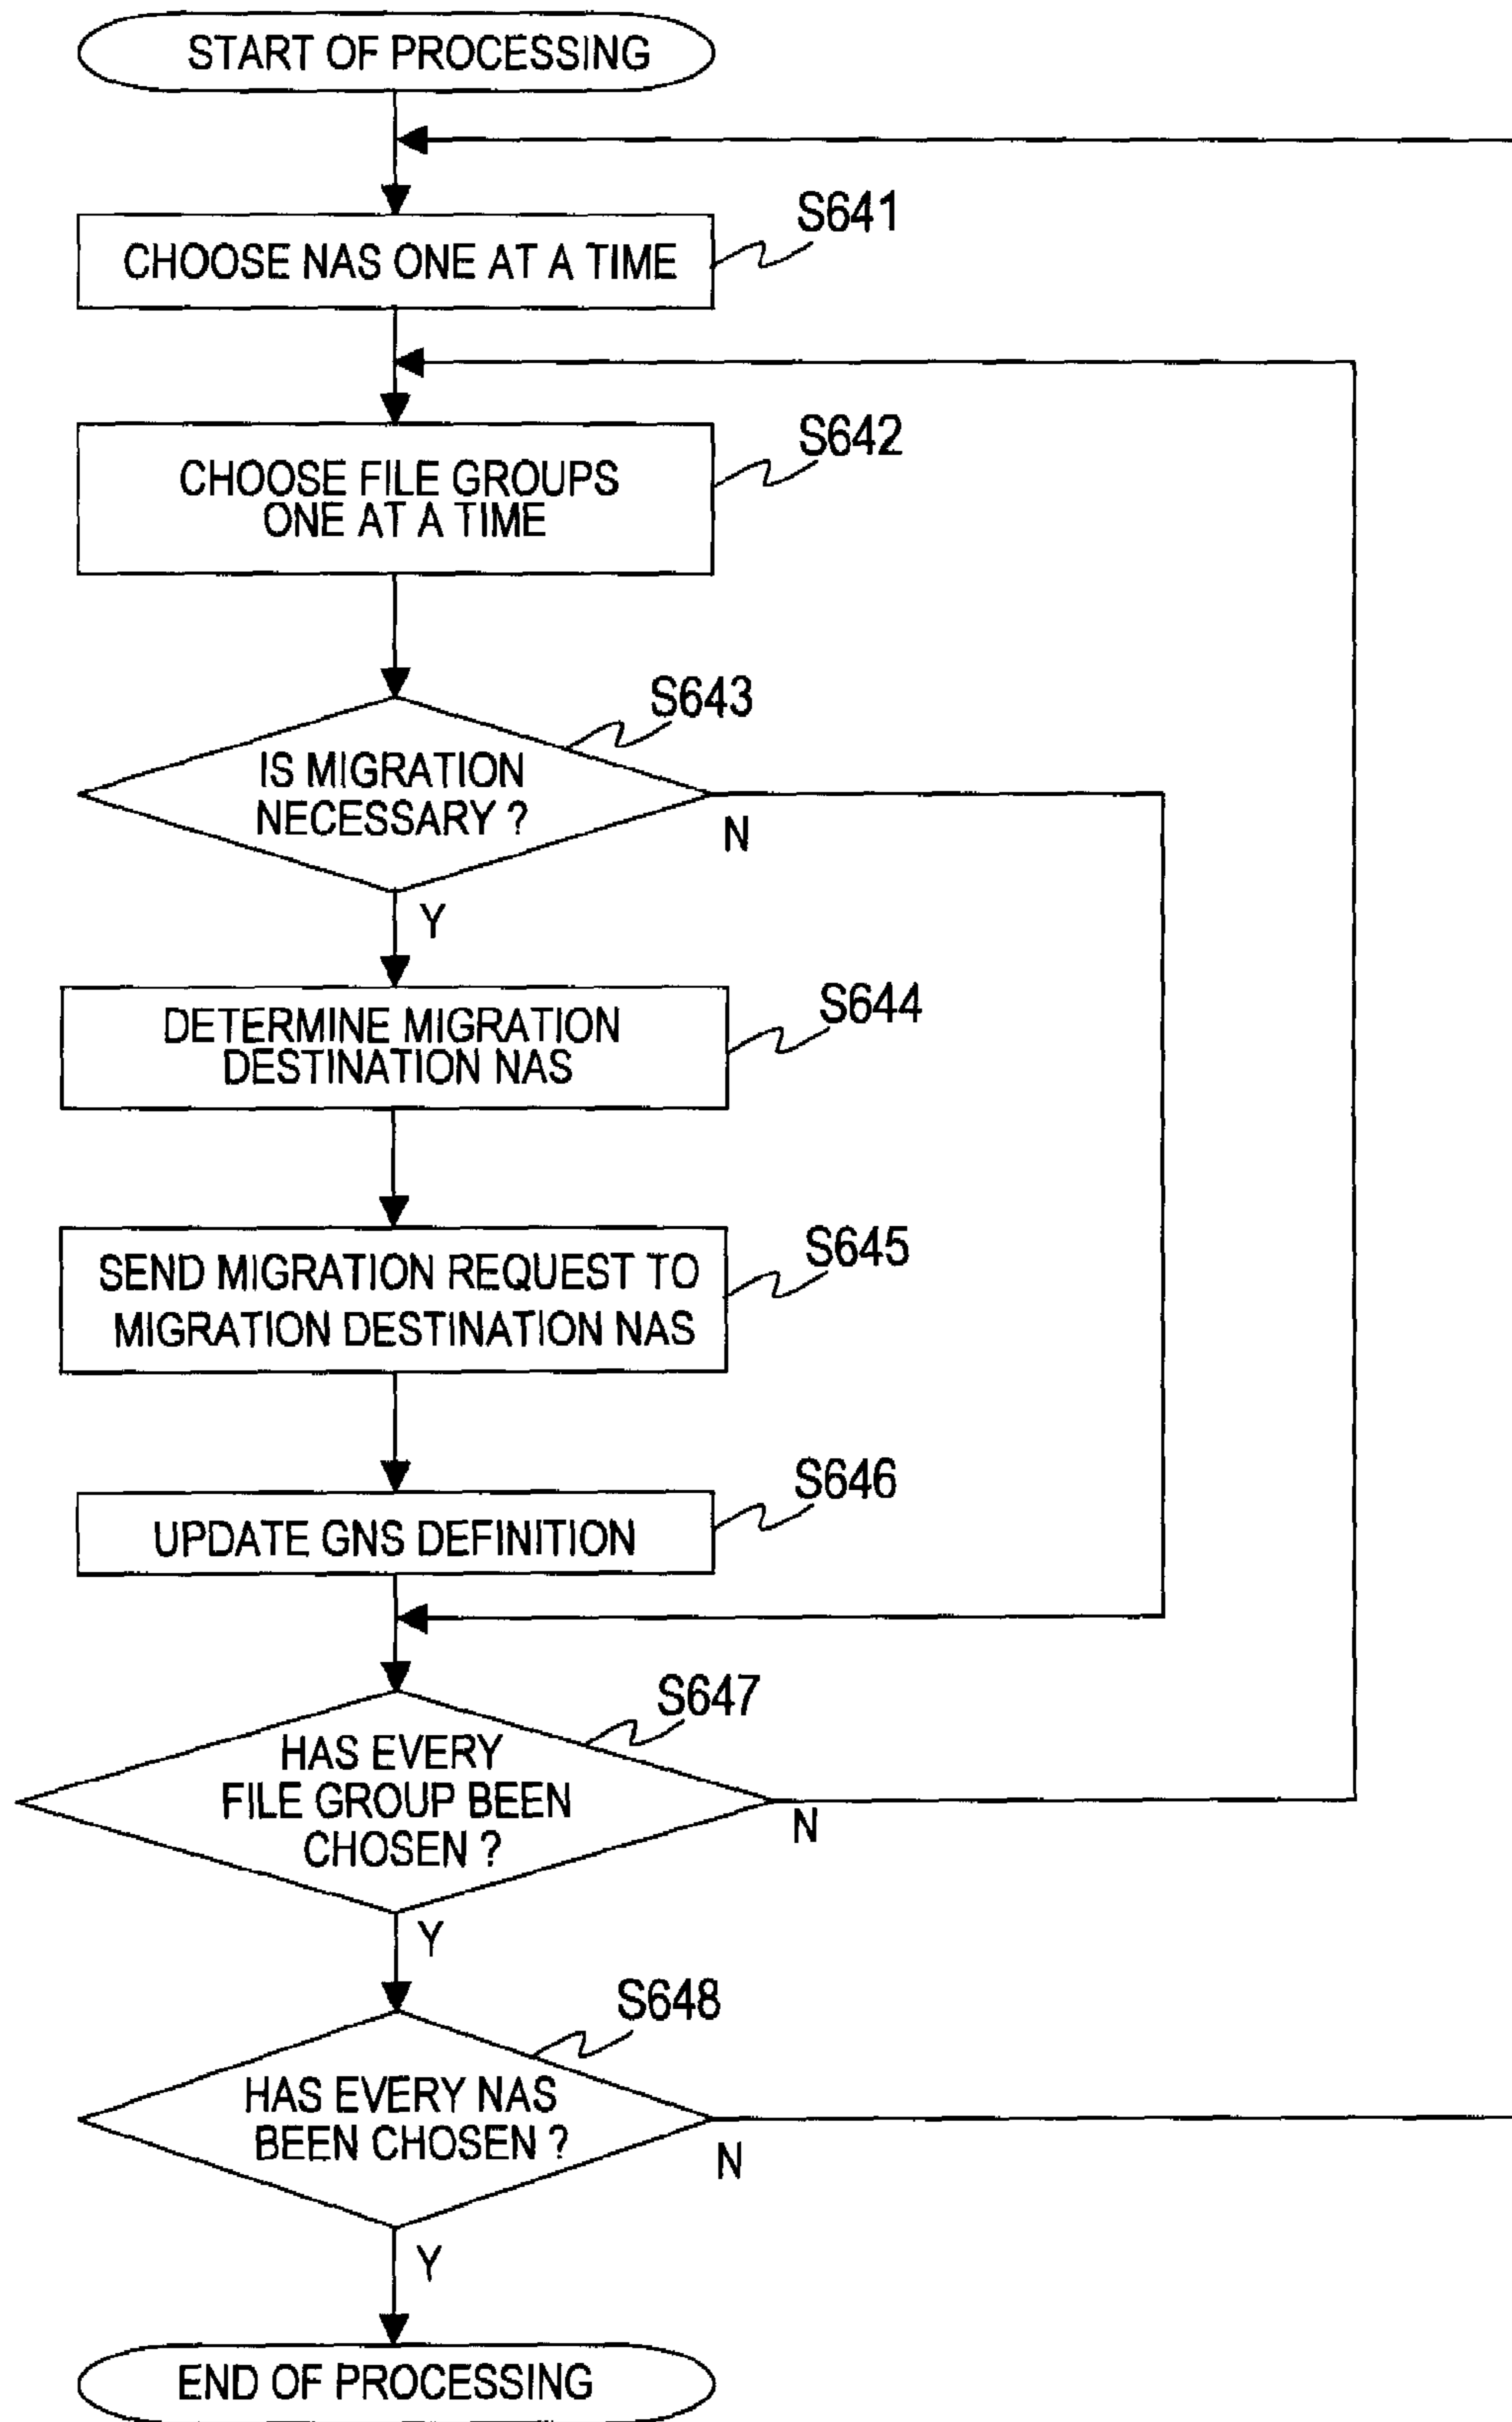 START OF PROCESSING
S641
CHOOSE NAS ONE AT A TIME
S642
CHOOSE FILE GROUPS
ONE AT A TIME
S643
IS MIGRATION
NECESSARY ?
N
Y
S644
DETERMINE MIGRATION
DESTINATION NAS
S645
SEND MIGRATION REQUEST TO
MIGRATION DESTINATION NAS
S646
UPDATE GNS DEFINITION
S647
HAS EVERY
FILE GROUP BEEN
CHOSEN ?
N
Y
S648
HAS EVERY NAS
BEEN CHOSEN ?
N
Y
END OF PROCESSING